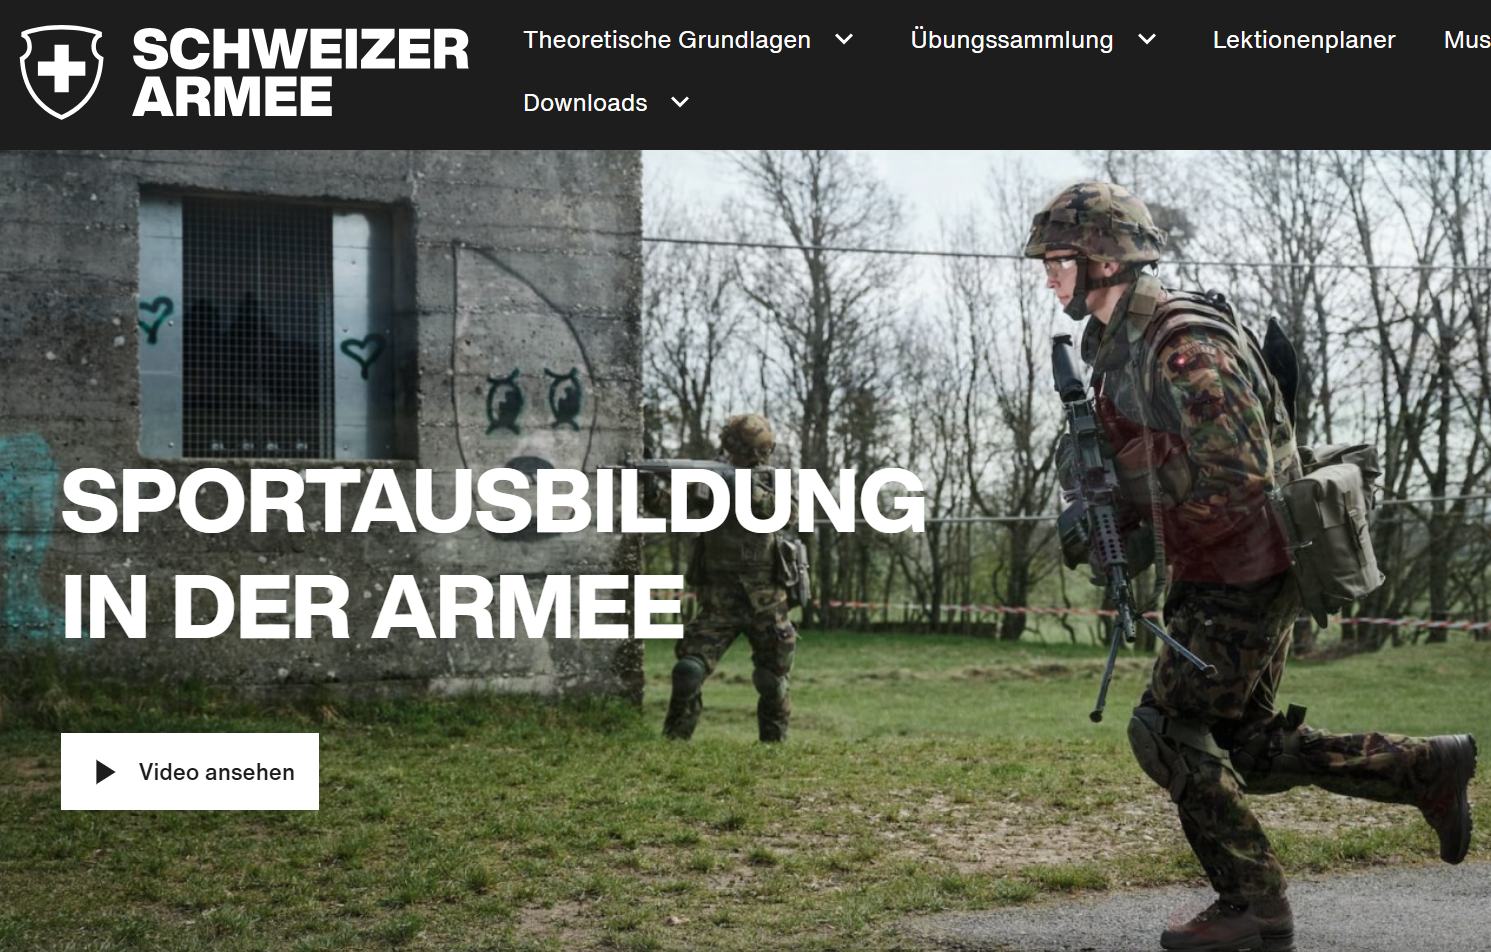 SCHWEIZER
ARMEE
Theoretische Grundlagen
Übungssammlung
Lektionenplaner
Mus
Downloads
SPORTAUSBILDUNG
IN DER ARMEE
Video ansehen